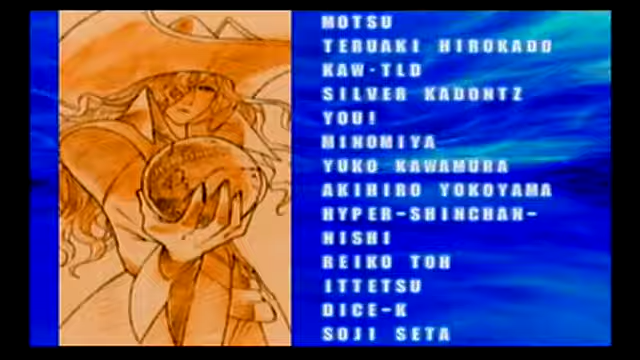 MOTSU
TERUAKI HIROKADO
KAW-TLD
SILVER KADONTZ
YOU!
MINOMIYA
YUKO KAWAMURA
AKIHIRO YOKOYAMA
HYPER-SHINCHAN-
NISHI
REIKO TOH
ITTETSU
DICE-K
SOJI SETA